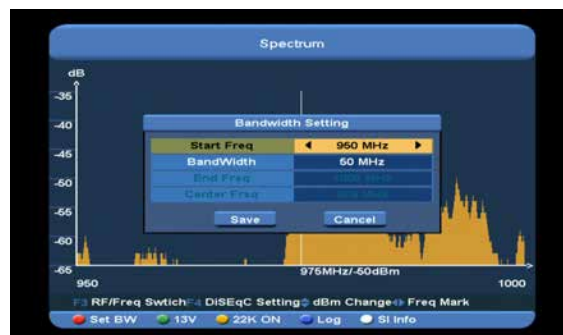 Spectrum
dB
-35
-40
Bandwidth Setting
Start Freq 950 MHz
-45
BandWidth 50 MHz
-50
End Freq
Center Freq
-55
Save Cancel
-60
-65
975MHz/-50dBm
950 1000
F3 RF/Freq Swtich F4 DiSEqC Setting dBm Change Freq Mark
Set BW 13V 22K ON Log SI Info